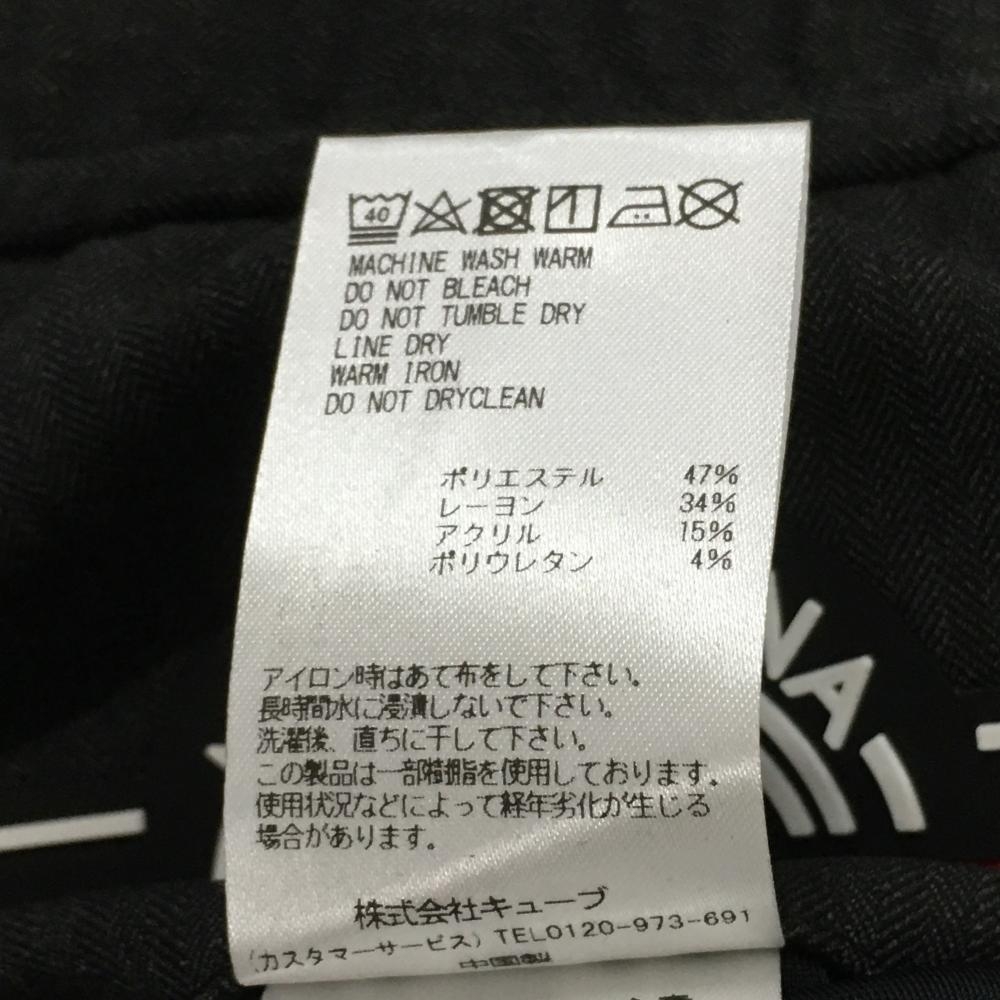 40
MACHINE WASH WARM
DO NOT BLEACH
DO NOT TUMBLE DRY
LINE DRY
WARM IRON
DO NOT DRYCLEAN
ポリエステル 47%
レーヨン 34%
アクリル 15%
ポリウレタン 4%
アイロン時はあて布をして下さい。
長時間水に浸漬しないで下さい。
洗濯後、直ちに干して下さい。
この製品は一部樹脂を使用しております。
使用状況などによって経年劣化が生じる
場合があります。
株式会社キューブ
(カスタマーサービス) TEL0120-973-691
中国製